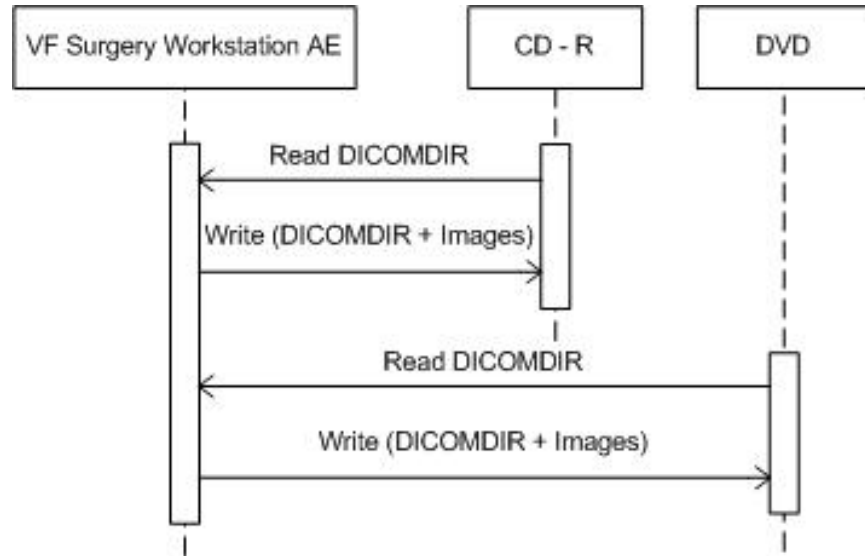 VF Surgery Workstation AE
CD - R
DVD
Read DICOMDIR
Write (DICOMDIR + Images)
Read DICOMDIR
Write (DICOMDIR + Images)